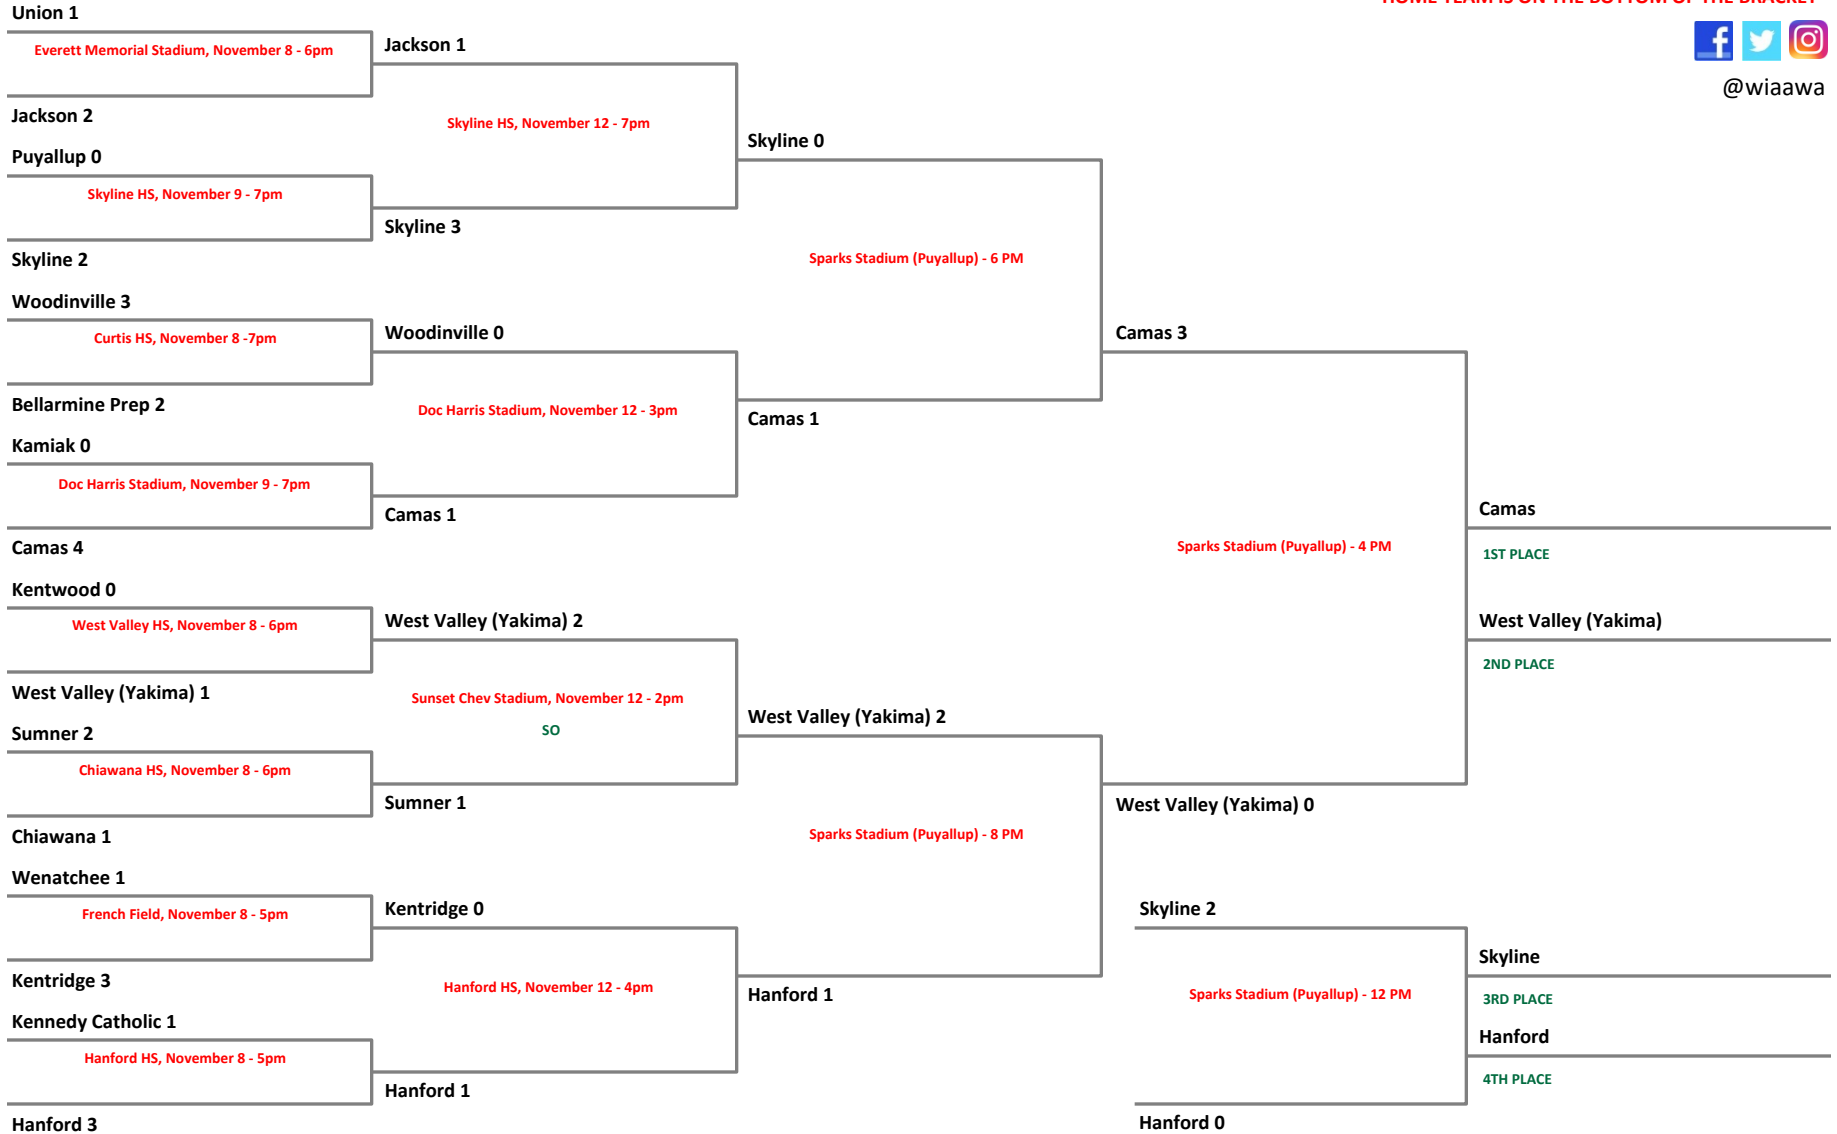 HOME TEAM IS ON THE BOTTOM OF THE BRACKET
@wiaawa
Union 1
Everett Memorial Stadium, November 8 - 6pm
Jackson 2
Puyallup 0
Skyline HS, November 9 - 7pm
Skyline 2
Woodinville 3
Curtis HS, November 8 -7pm
Bellarmine Prep 2
Kamiak 0
Doc Harris Stadium, November 9 - 7pm
Camas 4
Kentwood 0
West Valley HS, November 8 - 6pm
West Valley (Yakima) 1
Sumner 2
Chiawana HS, November 8 - 6pm
Chiawana 1
Wenatchee 1
French Field, November 8 - 5pm
Kentridge 3
Kennedy Catholic 1
Hanford HS, November 8 - 5pm
Hanford 3
Jackson 1
Skyline HS, November 12 - 7pm
Skyline 3
Woodinville 0
Doc Harris Stadium, November 12 - 3pm
Camas 1
West Valley (Yakima) 2
Sunset Chev Stadium, November 12 - 2pm
SO
Sumner 1
Kentridge 0
Hanford HS, November 12 - 4pm
Hanford 1
Skyline 0
Sparks Stadium (Puyallup) - 6 PM
Camas 1
West Valley (Yakima) 2
Sparks Stadium (Puyallup) - 8 PM
Hanford 1
Camas 3
Sparks Stadium (Puyallup) - 4 PM
West Valley (Yakima) 0
Skyline 2
Sparks Stadium (Puyallup) - 12 PM
Hanford 0
Camas
1ST PLACE
West Valley (Yakima)
2ND PLACE
Skyline
3RD PLACE
Hanford
4TH PLACE